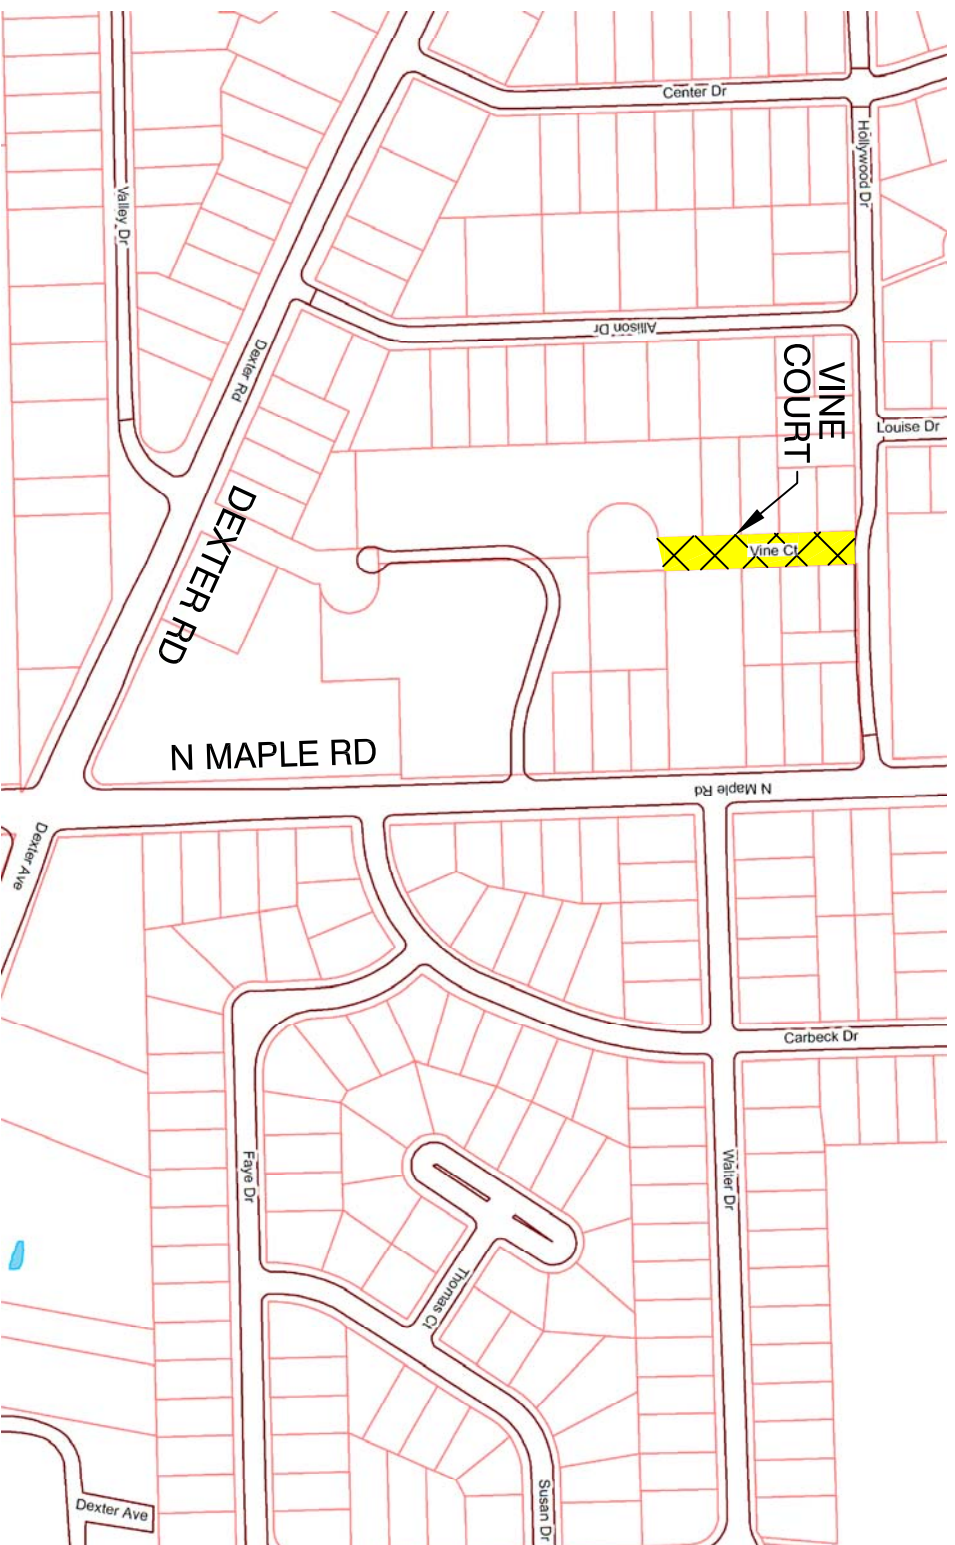 Center Dr
Hollywood Dr
Valley Dr
Allison Dr
Dexter Rd
VINE
COURT
Louise Dr
DEXTER RD
Vine Ct
N MAPLE RD
N Maple Rd
Dexter Ave
Carbeck Dr
Faye Dr
Walter Dr
Thomas Ct
Susan Dr
Dexter Ave